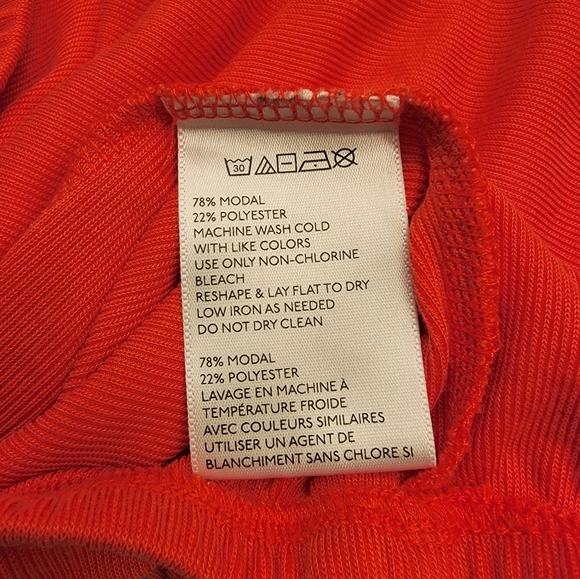 30
78% MODAL
22% POLYESTER
MACHINE WASH COLD
WITH LIKE COLORS
USE ONLY NON-CHLORINE
BLEACH
RESHAPE & LAY FLAT TO DRY
LOW IRON AS NEEDED
DO NOT DRY CLEAN
78% MODAL
22% POLYESTER
LAVAGE EN MACHINE À
TEMPÉRATURE FROIDE
AVEC COULEURS SIMILAIRES
UTILISER UN AGENT DE
BLANCHIMENT SANS CHLORE SI